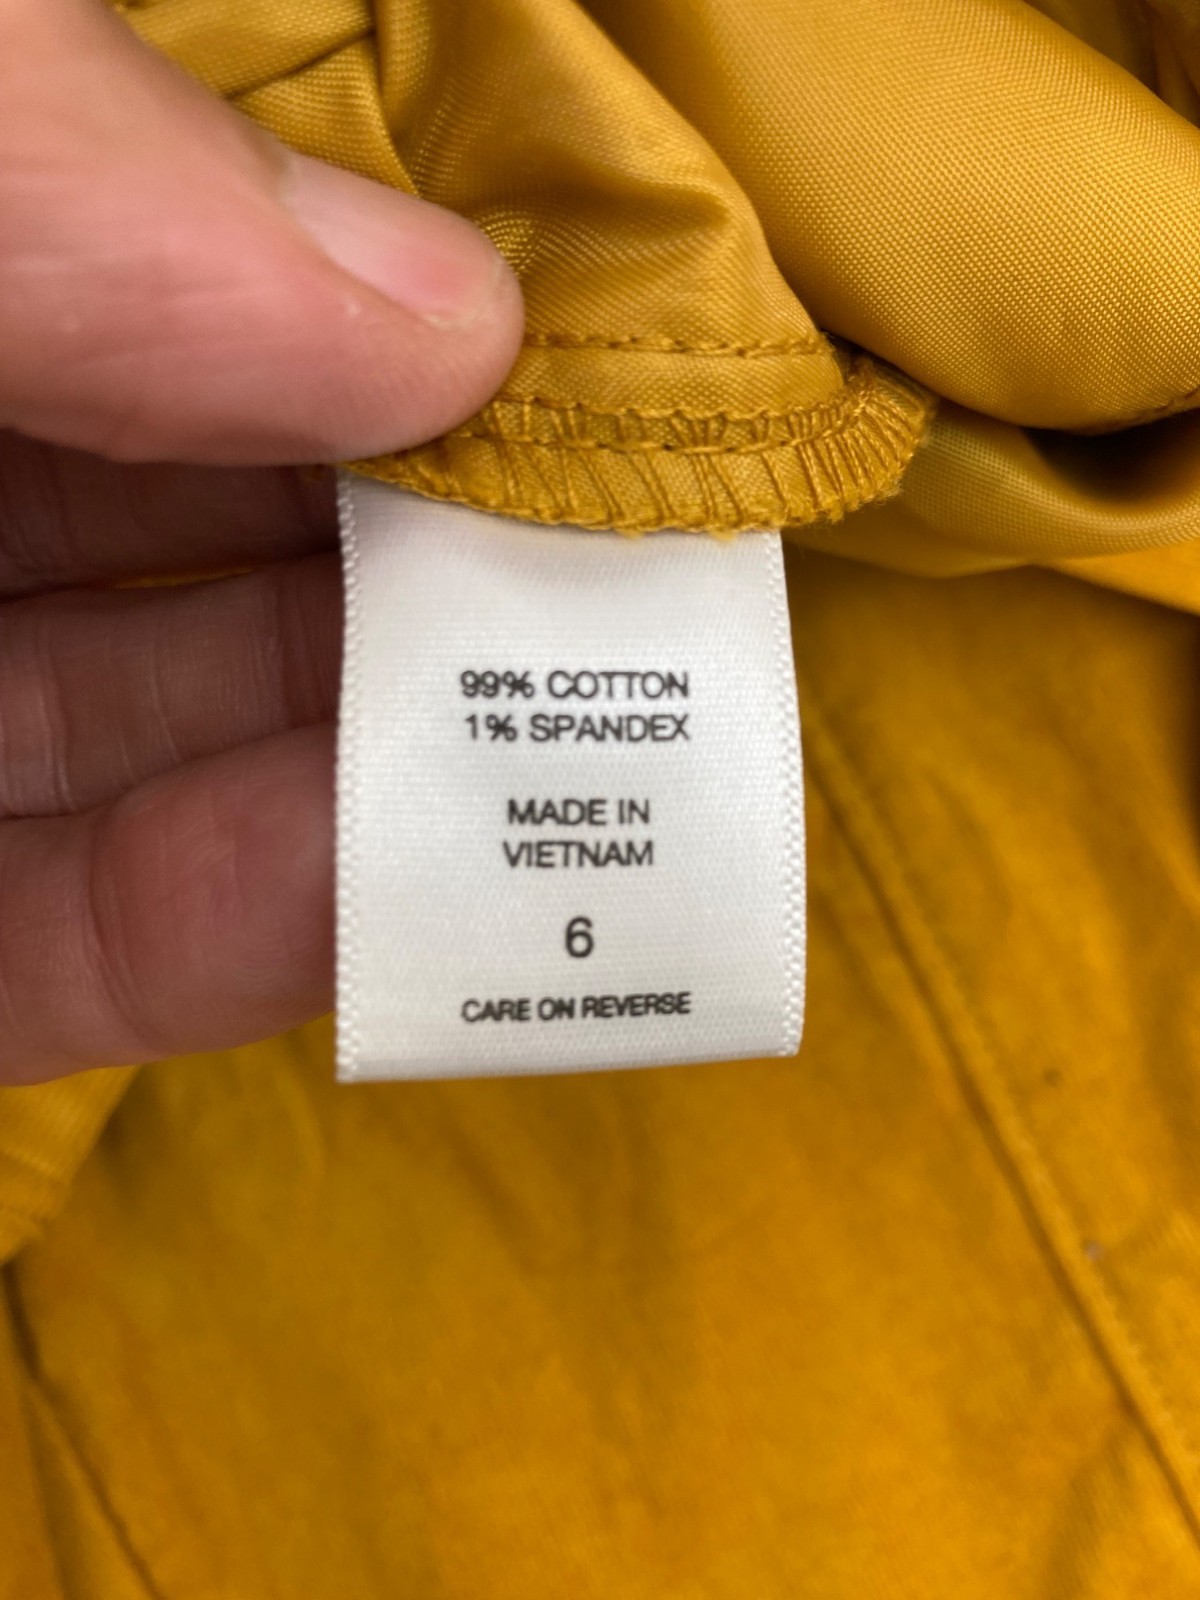 99% COTTON
1% SPANDEX
MADE IN
VIETNAM
6
CARE ON REVERSE